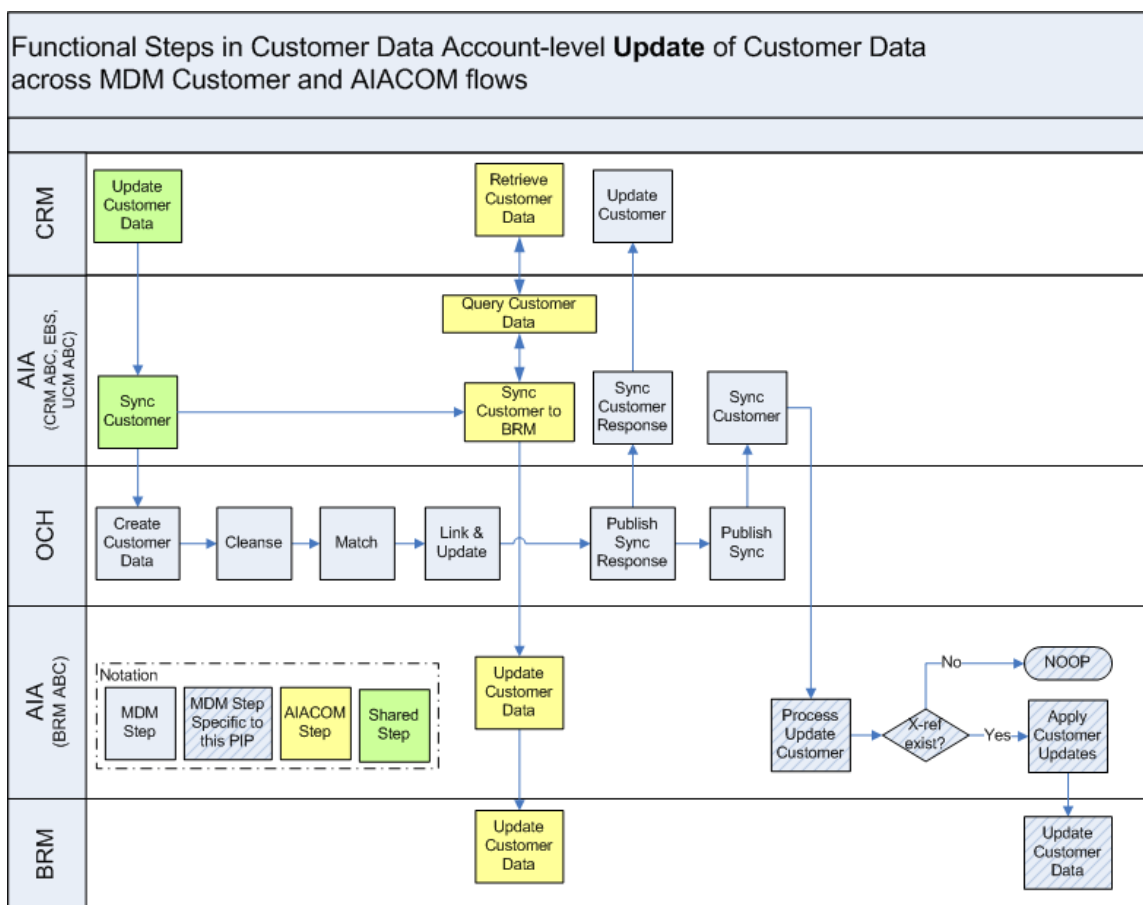 Functional Steps in Customer Data Account-level Update of Customer Data
across MDM Customer and AIACOM flows
CRM
Update
Customer
Data
Retrieve
Customer
Data
Update
Customer
AIA
(CRM ABC, EBS,
UCM ABC)
Query Customer
Data
Sync
Customer
Sync
Customer to
BRM
Sync
Customer
Response
Sync
Customer
OCH
Create
Customer
Data
Cleanse
Match
Link &
Update
Publish
Sync
Response
Publish
Sync
AIA
(BRM ABC)
Notation
MDM
Step
MDM Step
Specific to
this PIP
AIACOM
Step
Shared
Step
Update
Customer
Data
Process
Update
Customer
X-ref
exist?
No
NOOP
Yes
Apply
Customer
Updates
BRM
Update
Customer
Data
Update
Customer
Data